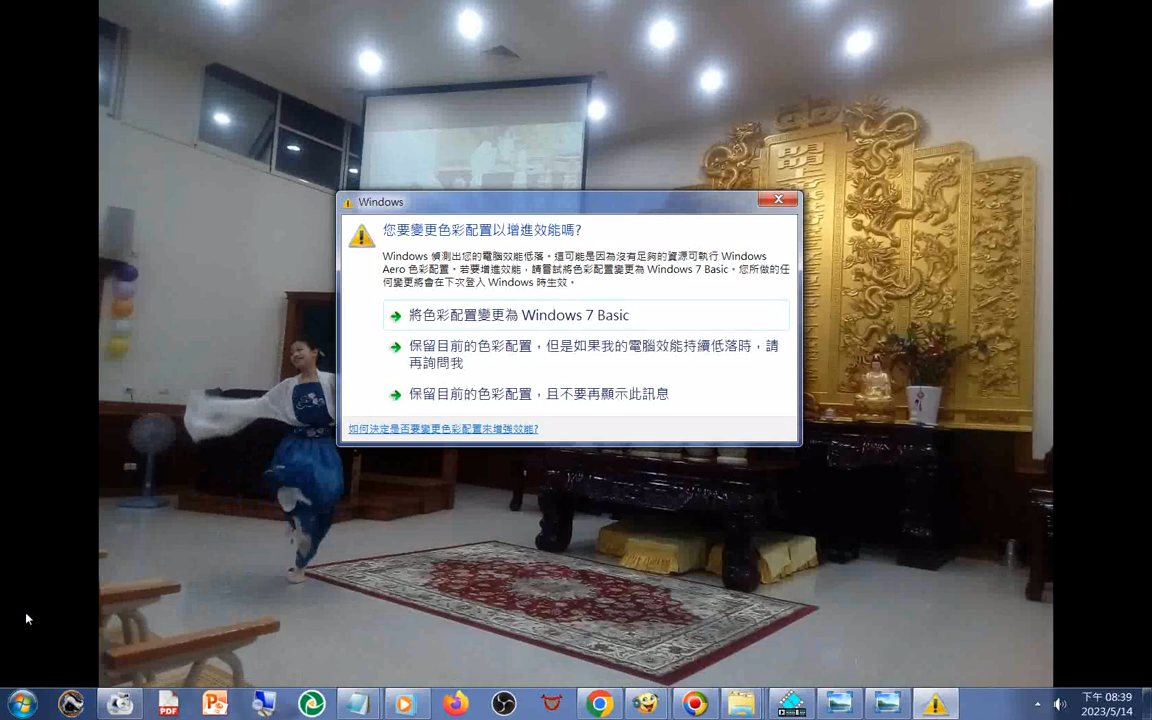 Windows
您要變更色彩配置以增進效能嗎?
Windows 偵測出您的電腦效能低落。這可能是因為沒有足夠的資源可執行 Windows
Aero 色彩配置。若要增進效能，請嘗試將色彩配置變更為 Windows 7 Basic。您所做的任
何變更將會在下次登入 Windows 時生效。
將色彩配置變更為 Windows 7 Basic
保留目前的色彩配置，但是如果我的電腦效能持續低落時，請
再詢問我
保留目前的色彩配置，且不要再顯示此訊息
如何決定是否要變更色彩配置來增強效能?
PDF
下午 08:39
2023/5/14